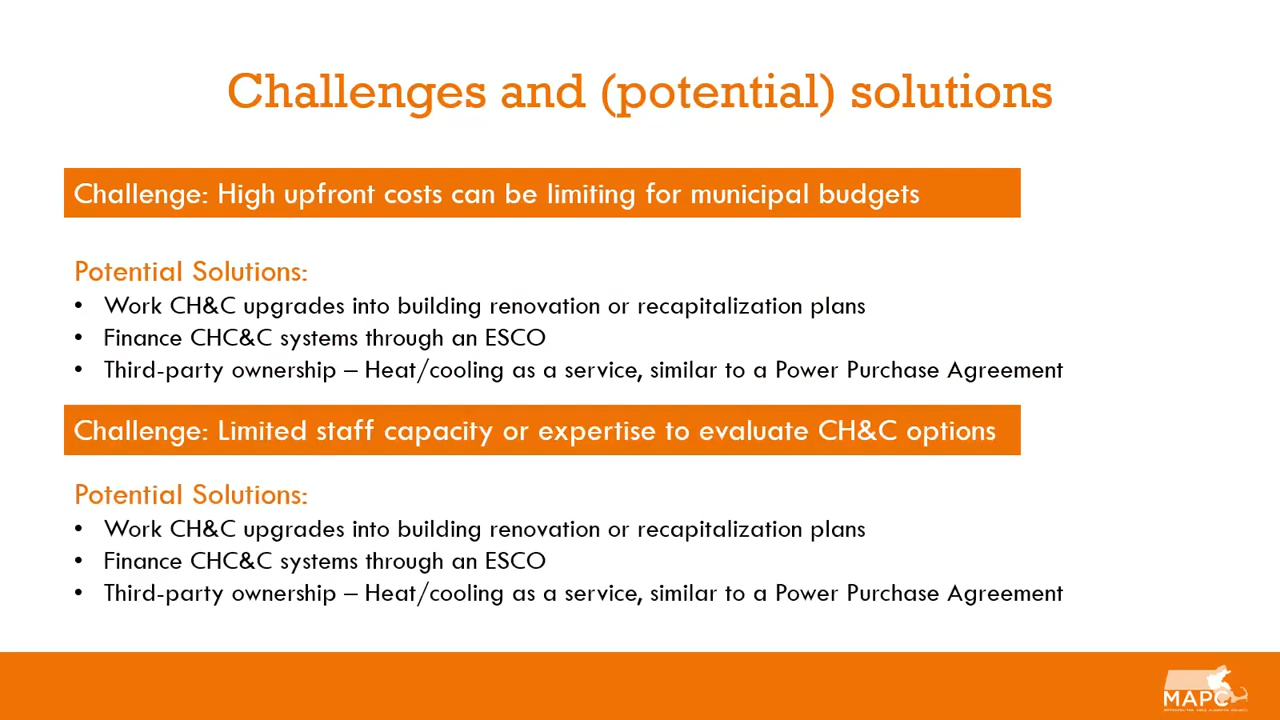 Challenges and (potential) solutions
Challenge: High upfront costs can be limiting for municipal budgets
Potential Solutions:
• Work CH&C upgrades into building renovation or recapitalization plans
• Finance CHC&C systems through an ESCO
• Third-party ownership – Heat/cooling as a service, similar to a Power Purchase Agreement
Challenge: Limited staff capacity or expertise to evaluate CH&C options
Potential Solutions:
• Work CH&C upgrades into building renovation or recapitalization plans
• Finance CHC&C systems through an ESCO
• Third-party ownership – Heat/cooling as a service, similar to a Power Purchase Agreement
MAPC